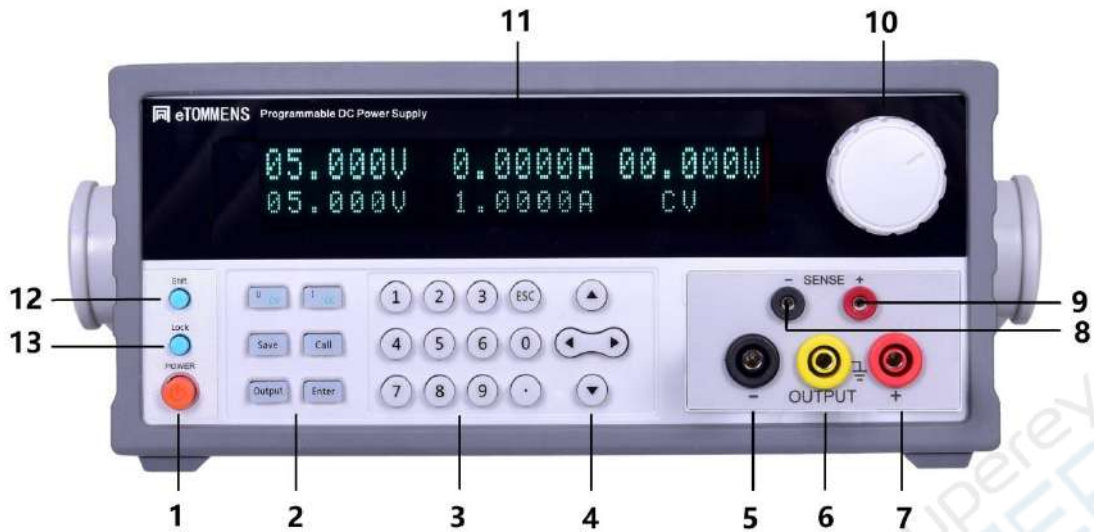 11
10
eTOMMENS Programmable DC Power Supply
05.000V 0.0000A 00.000W
05.000V 1.0000A CV
Shift
12
Lock
13
POWER
U CV I CC
Save Call
Output Enter
1 2 3 ESC
4 5 6 0
7 8 9 .
- SENSE +
9
8
- OUTPUT +
1 2 3 4 5 6 7